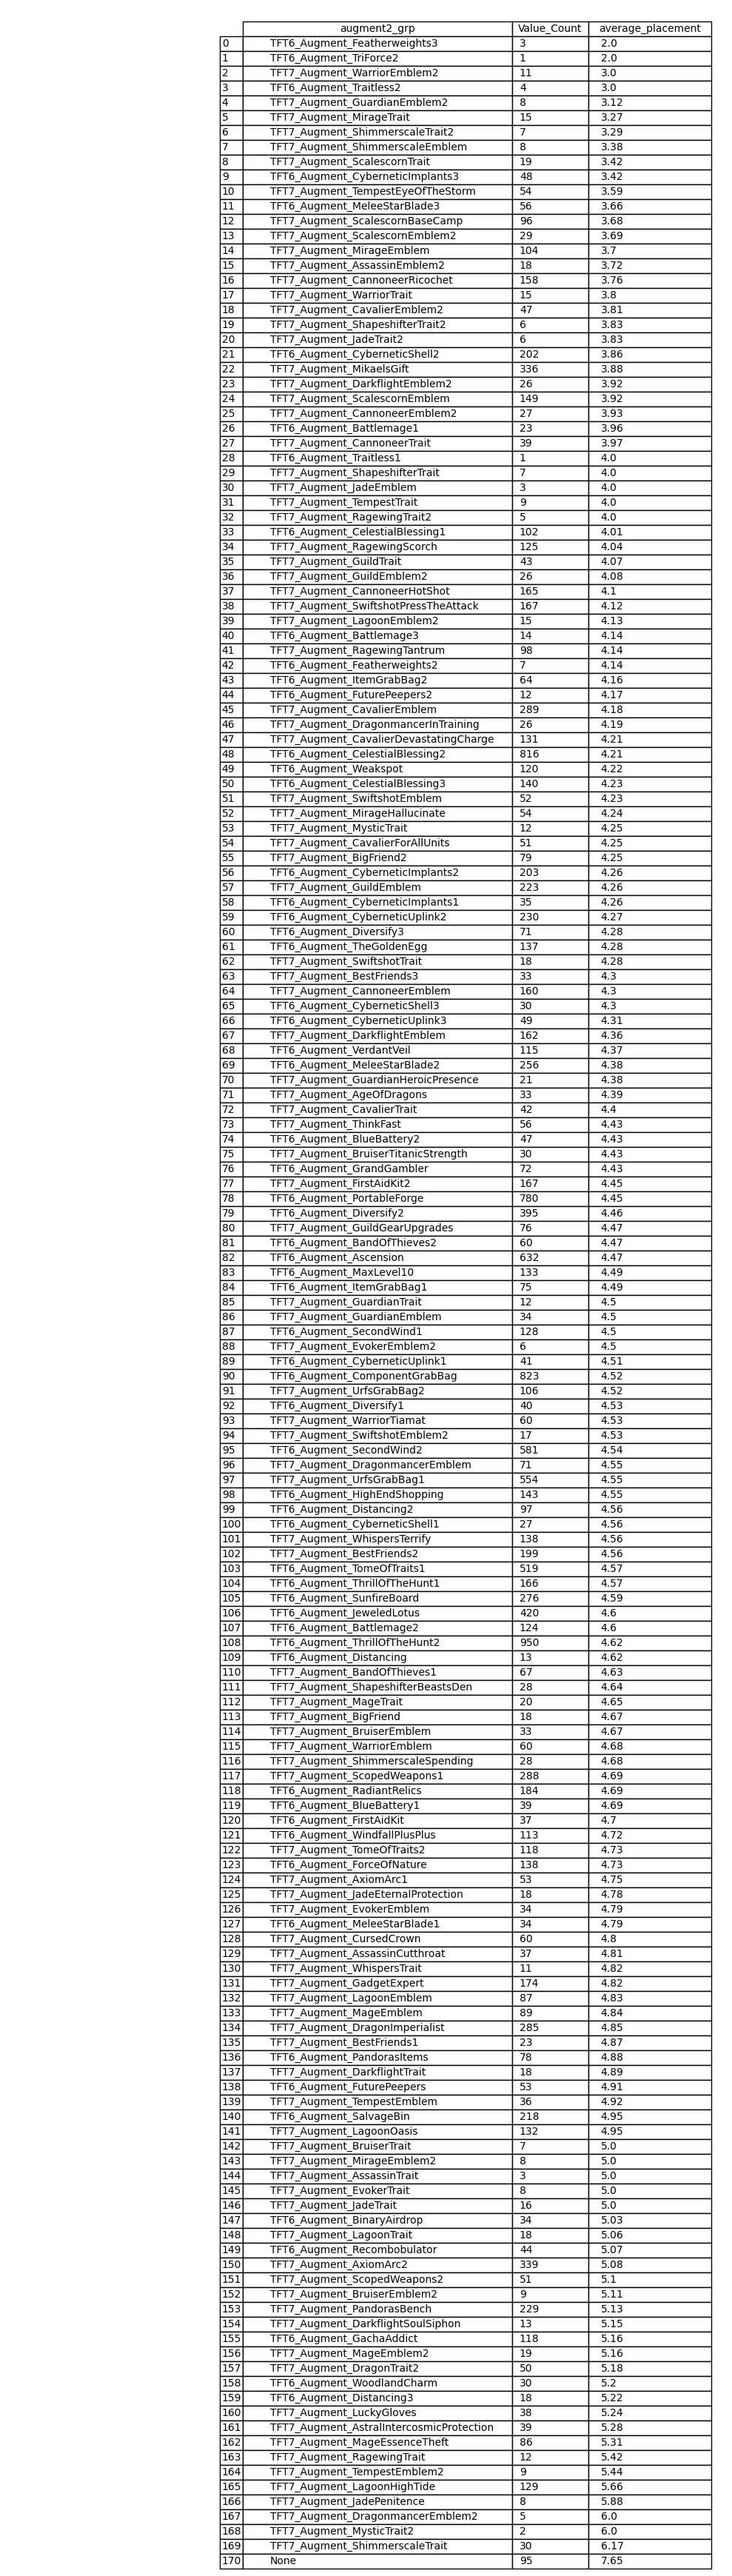 augment2_grp Value_Count average_placement
0 TFT6_Augment_Featherweights3 3 2.0
1 TFT6_Augment_TriForce2 1 2.0
2 TFT7_Augment_WarriorEmblem2 11 3.0
3 TFT6_Augment_Traitless2 4 3.0
4 TFT7_Augment_GuardianEmblem2 8 3.12
5 TFT7_Augment_MirageTrait 15 3.27
6 TFT7_Augment_ShimmerscaleTrait2 7 3.29
7 TFT7_Augment_ShimmerscaleEmblem 8 3.38
8 TFT7_Augment_ScalescornTrait 19 3.42
9 TFT6_Augment_CyberneticImplants3 48 3.42
10 TFT7_Augment_TempestEyeOfTheStorm 54 3.59
11 TFT6_Augment_MeleeStarBlade3 56 3.66
12 TFT7_Augment_ScalescornBaseCamp 96 3.68
13 TFT7_Augment_ScalescornEmblem2 29 3.69
14 TFT7_Augment_MirageEmblem 104 3.7
15 TFT7_Augment_AssassinEmblem2 18 3.72
16 TFT7_Augment_CannoneerRicochet 158 3.76
17 TFT7_Augment_WarriorTrait 15 3.8
18 TFT7_Augment_CavalierEmblem2 47 3.81
19 TFT7_Augment_ShapeshifterTrait2 6 3.83
20 TFT7_Augment_JadeTrait2 6 3.83
21 TFT6_Augment_CyberneticShell2 202 3.86
22 TFT7_Augment_MikaelsGift 336 3.88
23 TFT7_Augment_DarkflightEmblem2 26 3.92
24 TFT7_Augment_ScalescornEmblem 149 3.92
25 TFT7_Augment_CannoneerEmblem2 27 3.93
26 TFT6_Augment_Battlemage1 23 3.96
27 TFT7_Augment_CannoneerTrait 39 3.97
28 TFT6_Augment_Traitless1 1 4.0
29 TFT7_Augment_ShapeshifterTrait 7 4.0
30 TFT7_Augment_JadeEmblem 3 4.0
31 TFT7_Augment_TempestTrait 9 4.0
32 TFT7_Augment_RagewingTrait2 5 4.0
33 TFT6_Augment_CelestialBlessing1 102 4.01
34 TFT7_Augment_RagewingScorch 125 4.04
35 TFT7_Augment_GuildTrait 43 4.07
36 TFT7_Augment_GuildEmblem2 26 4.08
37 TFT7_Augment_CannoneerHotShot 165 4.1
38 TFT7_Augment_SwiftshotPressTheAttack 167 4.12
39 TFT7_Augment_LagoonEmblem2 15 4.13
40 TFT6_Augment_Battlemage3 14 4.14
41 TFT7_Augment_RagewingTantrum 98 4.14
42 TFT6_Augment_Featherweights2 7 4.14
43 TFT6_Augment_ItemGrabBag2 64 4.16
44 TFT7_Augment_FuturePeepers2 12 4.17
45 TFT7_Augment_CavalierEmblem 289 4.18
46 TFT7_Augment_DragonmancerInTraining 26 4.19
47 TFT7_Augment_CavalierDevastatingCharge 131 4.21
48 TFT6_Augment_CelestialBlessing2 816 4.21
49 TFT6_Augment_Weakspot 120 4.22
50 TFT6_Augment_CelestialBlessing3 140 4.23
51 TFT7_Augment_SwiftshotEmblem 52 4.23
52 TFT7_Augment_MirageHallucinate 54 4.24
53 TFT7_Augment_MysticTrait 12 4.25
54 TFT7_Augment_CavalierForAllUnits 51 4.25
55 TFT7_Augment_BigFriend2 79 4.25
56 TFT6_Augment_CyberneticImplants2 203 4.26
57 TFT7_Augment_GuildEmblem 223 4.26
58 TFT6_Augment_CyberneticImplants1 35 4.26
59 TFT6_Augment_CyberneticUplink2 230 4.27
60 TFT6_Augment_Diversify3 71 4.28
61 TFT6_Augment_TheGoldenEgg 137 4.28
62 TFT7_Augment_SwiftshotTrait 18 4.28
63 TFT7_Augment_BestFriends3 33 4.3
64 TFT7_Augment_CannoneerEmblem 160 4.3
65 TFT6_Augment_CyberneticShell3 30 4.3
66 TFT6_Augment_CyberneticUplink3 49 4.31
67 TFT7_Augment_DarkflightEmblem 162 4.36
68 TFT6_Augment_VerdantVeil 115 4.37
69 TFT6_Augment_MeleeStarBlade2 256 4.38
70 TFT7_Augment_GuardianHeroicPresence 21 4.38
71 TFT7_Augment_AgeOfDragons 33 4.39
72 TFT7_Augment_CavalierTrait 42 4.4
73 TFT7_Augment_ThinkFast 56 4.43
74 TFT6_Augment_BlueBattery2 47 4.43
75 TFT7_Augment_BruiserTitanicStrength 30 4.43
76 TFT6_Augment_GrandGambler 72 4.43
77 TFT7_Augment_FirstAidKit2 167 4.45
78 TFT6_Augment_PortableForge 780 4.45
79 TFT6_Augment_Diversify2 395 4.46
80 TFT7_Augment_GuildGearUpgrades 76 4.47
81 TFT6_Augment_BandOfThieves2 60 4.47
82 TFT6_Augment_Ascension 632 4.47
83 TFT6_Augment_MaxLevel10 133 4.49
84 TFT6_Augment_ItemGrabBag1 75 4.49
85 TFT7_Augment_GuardianTrait 12 4.5
86 TFT7_Augment_GuardianEmblem 34 4.5
87 TFT6_Augment_SecondWind1 128 4.5
88 TFT7_Augment_EvokerEmblem2 6 4.5
89 TFT6_Augment_CyberneticUplink1 41 4.51
90 TFT6_Augment_ComponentGrabBag 823 4.52
91 TFT7_Augment_UrfsGrabBag2 106 4.52
92 TFT6_Augment_Diversify1 40 4.53
93 TFT7_Augment_WarriorTiamat 60 4.53
94 TFT7_Augment_SwiftshotEmblem2 17 4.53
95 TFT6_Augment_SecondWind2 581 4.54
96 TFT7_Augment_DragonmancerEmblem 71 4.55
97 TFT7_Augment_UrfsGrabBag1 554 4.55
98 TFT6_Augment_HighEndShopping 143 4.55
99 TFT6_Augment_Distancing2 97 4.56
100 TFT6_Augment_CyberneticShell1 27 4.56
101 TFT7_Augment_WhispersTerrify 138 4.56
102 TFT7_Augment_BestFriends2 199 4.56
103 TFT6_Augment_TomeOfTraits1 519 4.57
104 TFT6_Augment_ThrillOfTheHunt1 166 4.57
105 TFT6_Augment_SunfireBoard 276 4.59
106 TFT6_Augment_JeweledLotus 420 4.6
107 TFT6_Augment_Battlemage2 124 4.6
108 TFT6_Augment_ThrillOfTheHunt2 950 4.62
109 TFT6_Augment_Distancing 13 4.62
110 TFT7_Augment_BandOfThieves1 67 4.63
111 TFT7_Augment_ShapeshifterBeastsDen 28 4.64
112 TFT7_Augment_MageTrait 20 4.65
113 TFT7_Augment_BigFriend 18 4.67
114 TFT7_Augment_BruiserEmblem 33 4.67
115 TFT7_Augment_WarriorEmblem 60 4.68
116 TFT7_Augment_ShimmerscaleSpending 28 4.68
117 TFT7_Augment_ScopedWeapons1 288 4.69
118 TFT6_Augment_RadiantRelics 184 4.69
119 TFT6_Augment_BlueBattery1 39 4.69
120 TFT6_Augment_FirstAidKit 37 4.7
121 TFT6_Augment_WindfallPlusPlus 113 4.72
122 TFT7_Augment_TomeOfTraits2 118 4.73
123 TFT6_Augment_ForceOfNature 138 4.73
124 TFT7_Augment_AxiomArc1 53 4.75
125 TFT7_Augment_JadeEternalProtection 18 4.78
126 TFT7_Augment_EvokerEmblem 34 4.79
127 TFT6_Augment_MeleeStarBlade1 34 4.79
128 TFT7_Augment_CursedCrown 60 4.8
129 TFT7_Augment_AssassinCutthroat 37 4.81
130 TFT7_Augment_WhispersTrait 11 4.82
131 TFT7_Augment_GadgetExpert 174 4.82
132 TFT7_Augment_LagoonEmblem 87 4.83
133 TFT7_Augment_MageEmblem 89 4.84
134 TFT7_Augment_DragonImperialist 285 4.85
135 TFT7_Augment_BestFriends1 23 4.87
136 TFT6_Augment_PandorasItems 78 4.88
137 TFT7_Augment_DarkflightTrait 18 4.89
138 TFT7_Augment_FuturePeepers 53 4.91
139 TFT7_Augment_TempestEmblem 36 4.92
140 TFT6_Augment_SalvageBin 218 4.95
141 TFT7_Augment_LagoonOasis 132 4.95
142 TFT7_Augment_BruiserTrait 7 5.0
143 TFT7_Augment_MirageEmblem2 8 5.0
144 TFT7_Augment_AssassinTrait 3 5.0
145 TFT7_Augment_EvokerTrait 8 5.0
146 TFT7_Augment_JadeTrait 16 5.0
147 TFT6_Augment_BinaryAirdrop 34 5.03
148 TFT7_Augment_LagoonTrait 18 5.06
149 TFT6_Augment_Recombobulator 44 5.07
150 TFT7_Augment_AxiomArc2 339 5.08
151 TFT7_Augment_ScopedWeapons2 51 5.1
152 TFT7_Augment_BruiserEmblem2 9 5.11
153 TFT7_Augment_PandorasBench 229 5.13
154 TFT7_Augment_DarkflightSoulSiphon 13 5.15
155 TFT6_Augment_GachaAddict 118 5.16
156 TFT7_Augment_MageEmblem2 19 5.16
157 TFT7_Augment_DragonTrait2 50 5.18
158 TFT6_Augment_WoodlandCharm 30 5.2
159 TFT6_Augment_Distancing3 18 5.22
160 TFT7_Augment_LuckyGloves 38 5.24
161 TFT7_Augment_AstralIntercosmicProtection 39 5.28
162 TFT7_Augment_MageEssenceTheft 86 5.31
163 TFT7_Augment_RagewingTrait 12 5.42
164 TFT7_Augment_TempestEmblem2 9 5.44
165 TFT7_Augment_LagoonHighTide 129 5.66
166 TFT7_Augment_JadePenitence 8 5.88
167 TFT7_Augment_DragonmancerEmblem2 5 6.0
168 TFT7_Augment_MysticTrait2 2 6.0
169 TFT7_Augment_ShimmerscaleTrait 30 6.17
170 None 95 7.65